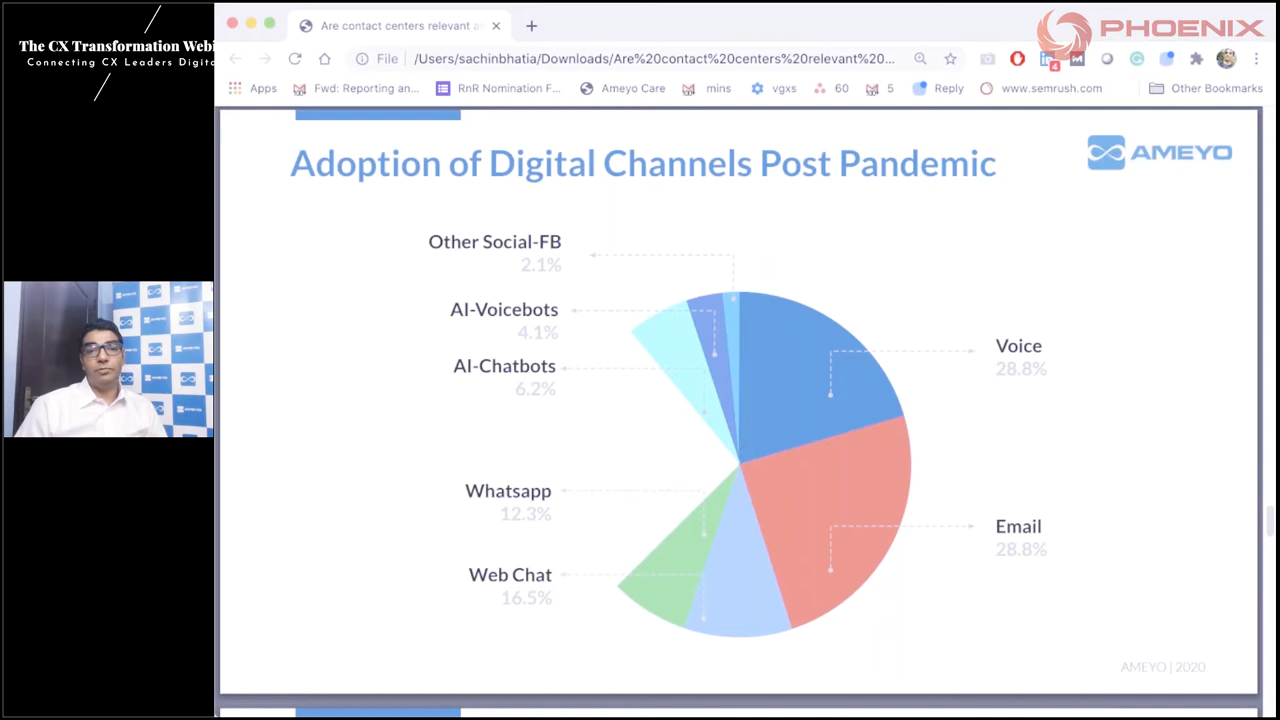 The CX Transformation Webi
Connecting CX Leaders Digita
Are contact centers relevant a
PHOENIX
File
/Users/sachinbhatia/Downloads/Are%20contact%20centers%20relevant%20...
4
Apps
Fwd: Reporting an...
RnR Nomination F...
Ameyo Care
mins
vgxs
60
5
Reply
www.semrush.com
Other Bookmarks
Adoption of Digital Channels Post Pandemic
AMEYO
Other Social-FB
2.1%
AI-Voicebots
4.1%
AI-Chatbots
6.2%
Whatsapp
12.3%
Web Chat
16.5%
Voice
28.8%
Email
28.8%
AMEYO | 2020